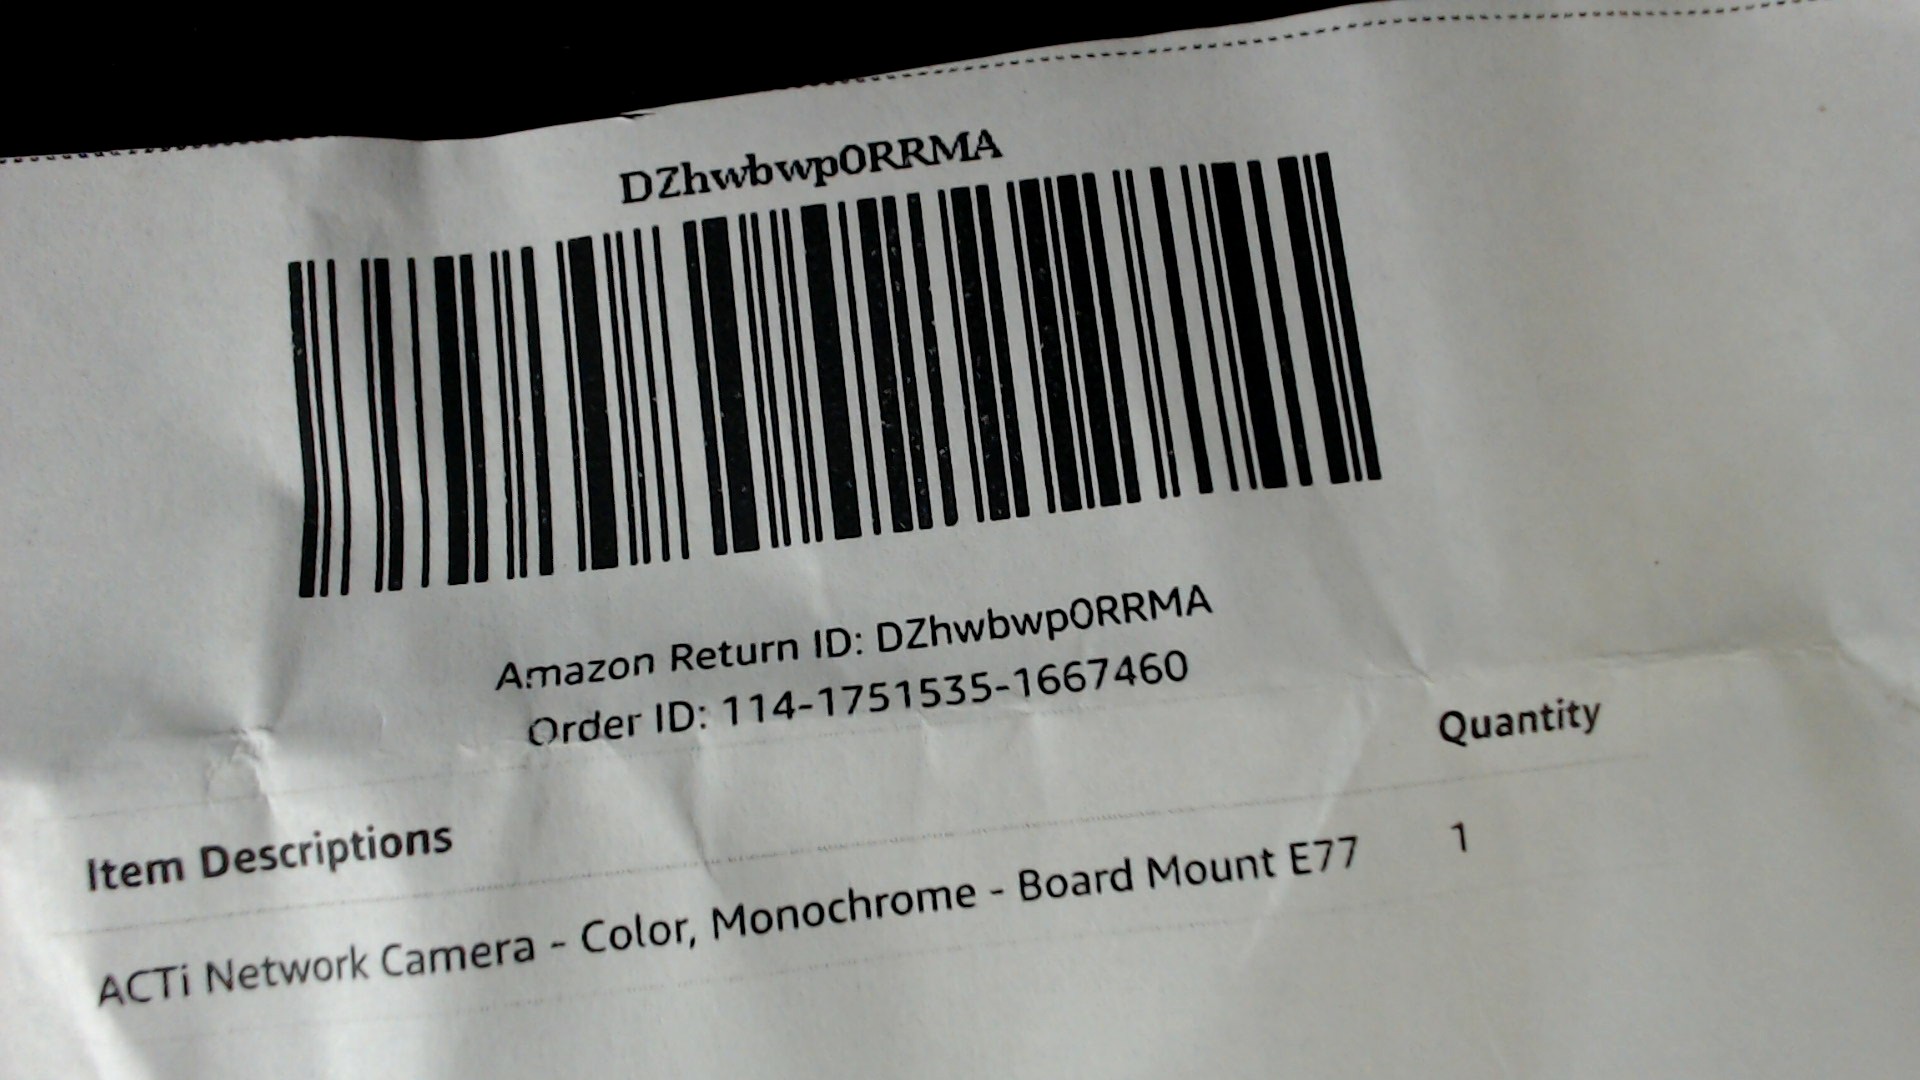 DZhwbwp0RRMA
Amazon Return ID: DZhwbwp0RRMA
Order ID: 114-1751535-1667460
Quantity
Item Descriptions
ACTi Network Camera - Color, Monochrome - Board Mount E77 1